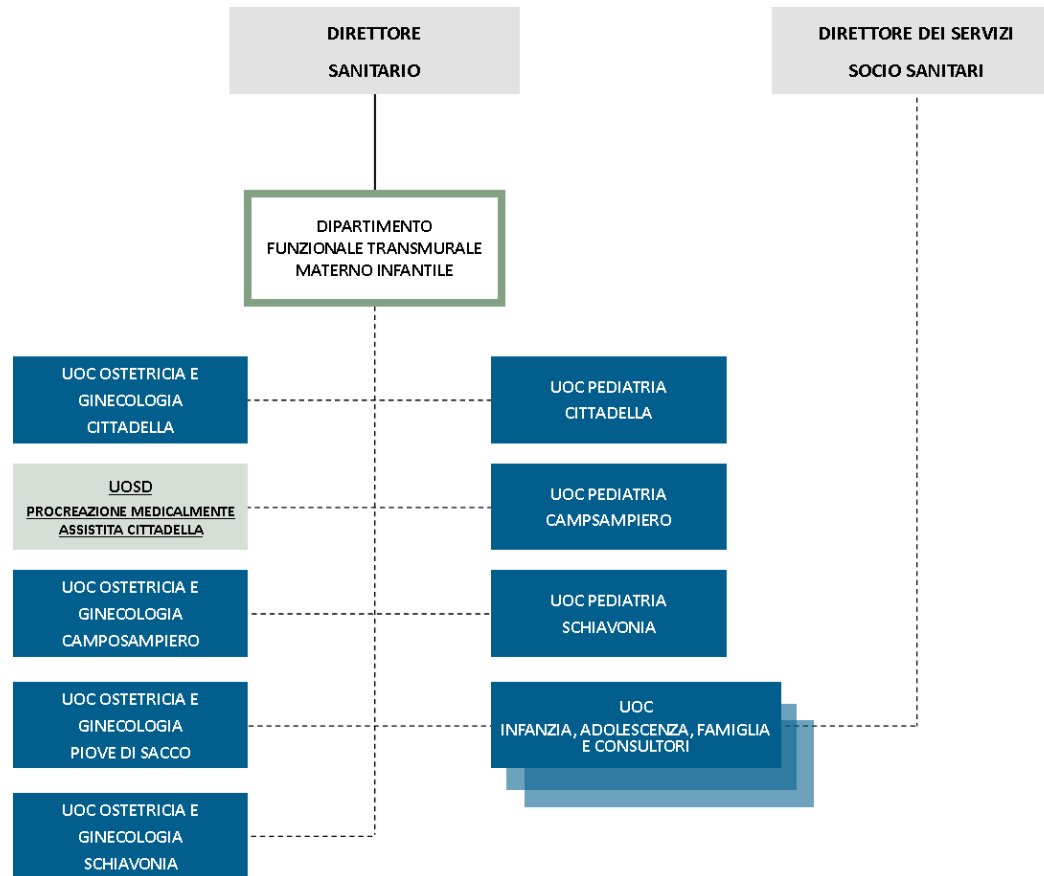 DIRETTORE
SANITARIO
DIRETTORE DEI SERVIZI
SOCIO SANITARI
DIPARTIMENTO
FUNZIONALE TRANSMURALE
MATERNO INFANTILE
UOC OSTETRICIA E
GINECOLOGIA
CITTADELLA
UOC PEDIATRIA
CITTADELLA
UOSD
PROCREAZIONE MEDICALMENTE
ASSISTITA CITTADELLA
UOC PEDIATRIA
CAMPSAMPIERO
UOC OSTETRICIA E
GINECOLOGIA
CAMPOSAMPIERO
UOC PEDIATRIA
SCHIAVONIA
UOC OSTETRICIA E
GINECOLOGIA
PIOVE DI SACCO
UOC
INFANZIA, ADOLESCENZA, FAMIGLIA
E CONSULTORI
UOC OSTETRICIA E
GINECOLOGIA
SCHIAVONIA